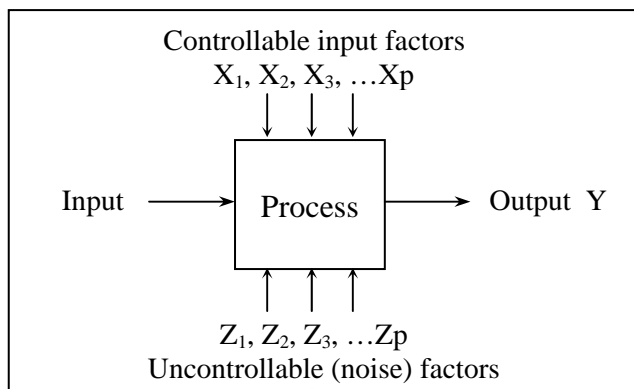 Controllable input factors
X₁, X₂, X₃, …Xp
Input
Process
Output Y
Z₁, Z₂, Z₃, …Zp
Uncontrollable (noise) factors